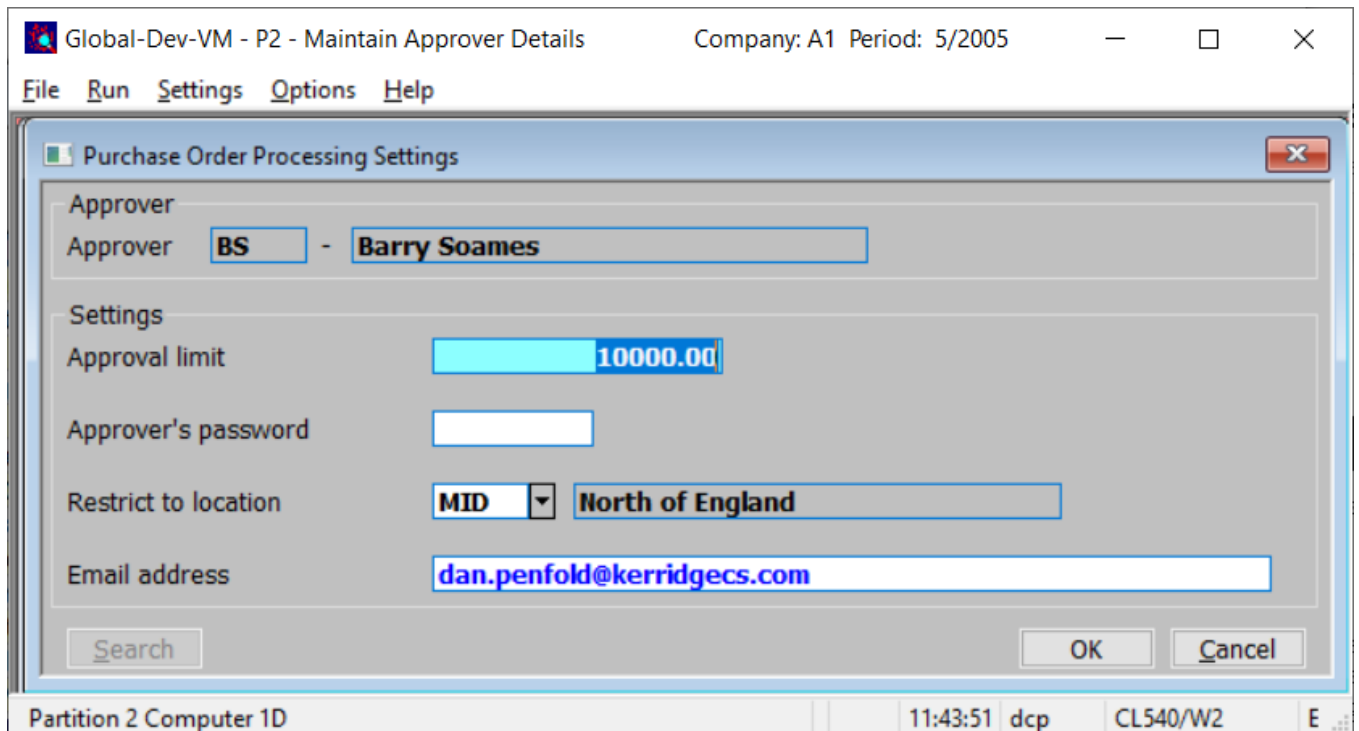 Global-Dev-VM - P2 - Maintain Approver Details Company: A1 Period: 5/2005
File Run Settings Options Help
Purchase Order Processing Settings
Approver
Approver BS - Barry Soames
Settings
Approval limit 10000.00
Approver's password
Restrict to location MID North of England
Email address dan.penfold@kerridgecs.com
Search OK Cancel
Partition 2 Computer 1D 11:43:51 dcp CL540/W2 E